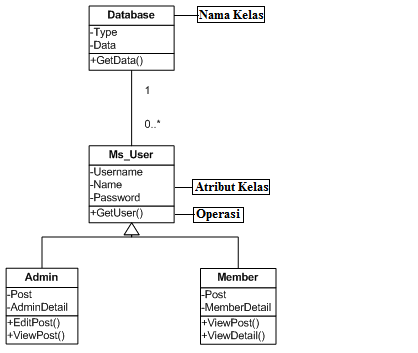 Database
Nama Kelas
-Type
-Data
+GetData()
1
0..*
Ms_User
-Username
-Name
-Password
Atribut Kelas
+GetUser()
Operasi
Admin
-Post
-AdminDetail
+EditPost()
+ViewPost()
Member
-Post
-MemberDetail
+ViewPost()
+ViewDetail()